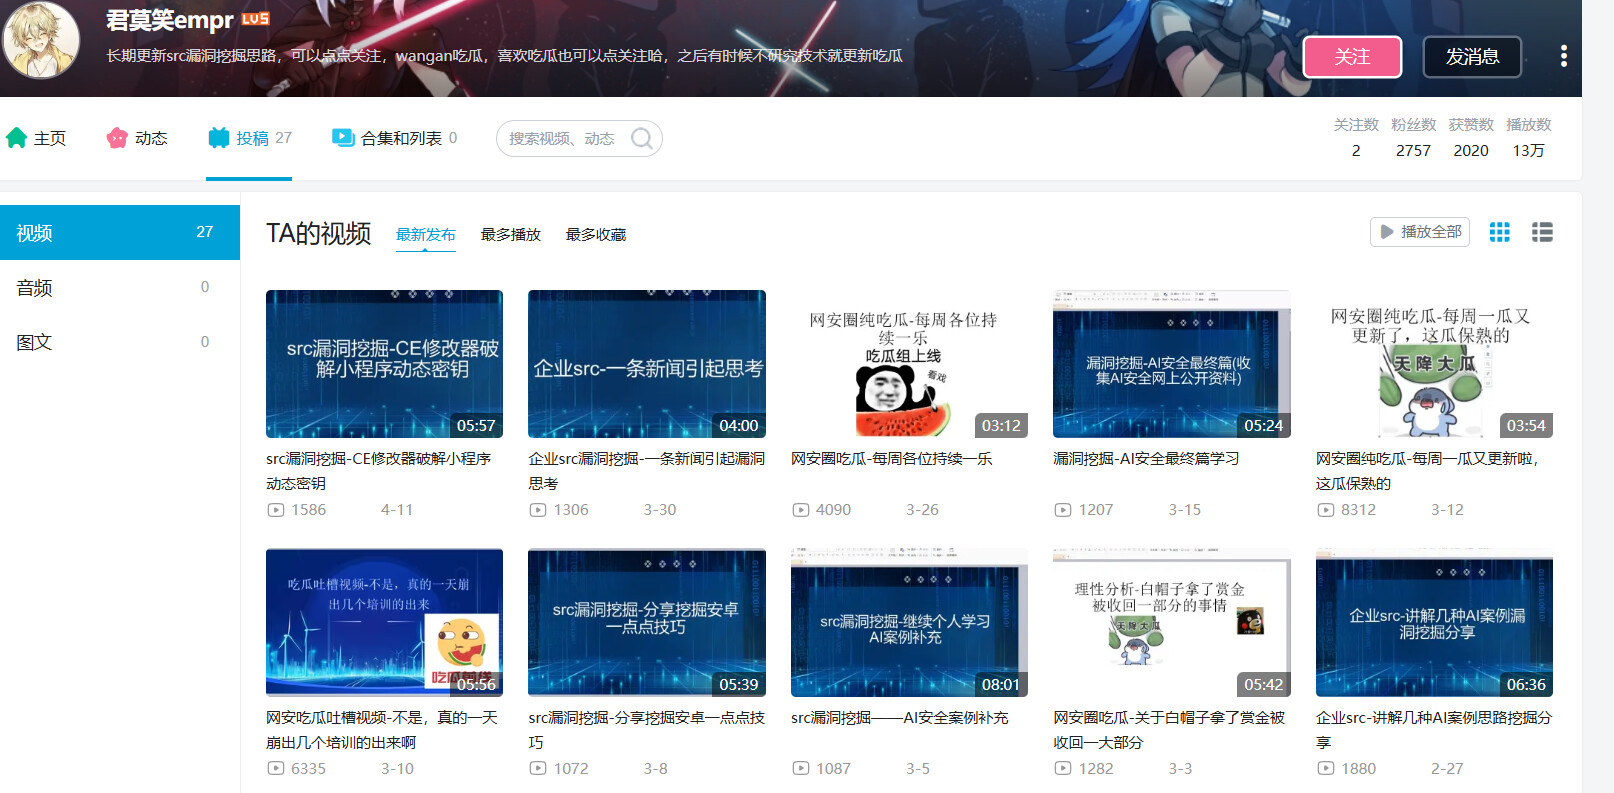 君莫笑empr LV5
长期更新src漏洞挖掘思路，可以点点关注，wangan吃瓜，喜欢吃瓜也可以点关注哈，之后有时候不研究技术就更新吃瓜
关注
发消息
主页
动态
投稿 27
合集和列表 0
搜索视频、动态
关注数 粉丝数 获赞数 播放数
2 2757 2020 13万
视频 27
音频 0
图文 0
TA的视频
最新发布
最多播放
最多收藏
播放全部
src漏洞挖掘-CE修改器破
解小程序动态密钥
05:57
src漏洞挖掘-CE修改器破解小程序
动态密钥
1586 4-11
企业src-一条新闻引起思考
04:00
企业src漏洞挖掘-一条新闻引起漏洞
思考
1306 3-30
网安圈纯吃瓜-每周各位持
续一乐
吃瓜组上线
看戏
03:12
网安圈吃瓜-每周各位持续一乐
4090 3-26
漏洞挖掘-AI安全最终篇(收
集AI安全网上公开资料)
05:24
漏洞挖掘-AI安全最终篇学习
1207 3-15
网安圈纯吃瓜-每周一瓜又
更新了，这瓜保熟的
天降大瓜
03:54
网安圈纯吃瓜-每周一瓜又更新啦，
这瓜保熟的
8312 3-12
吃瓜吐槽视频-不是，真的一天崩
出几个培训的出来
05:56
网安吃瓜吐槽视频-不是，真的一天
崩出几个培训的出来啊
6335 3-10
src漏洞挖掘-分享挖掘安卓
一点点技巧
05:39
src漏洞挖掘-分享挖掘安卓一点点技
巧
1072 3-8
src漏洞挖掘-继续个人学习
AI案例补充
08:01
src漏洞挖掘——AI安全案例补充
1087 3-5
理性分析-白帽子拿了赏金
被收回一部分的事情
天降大瓜
05:42
网安圈吃瓜-关于白帽子拿了赏金被
收回一大部分
1282 3-3
企业src-讲解几种AI案例漏
洞挖掘分享
06:36
企业src-讲解几种AI案例思路挖掘分
享
1880 2-27